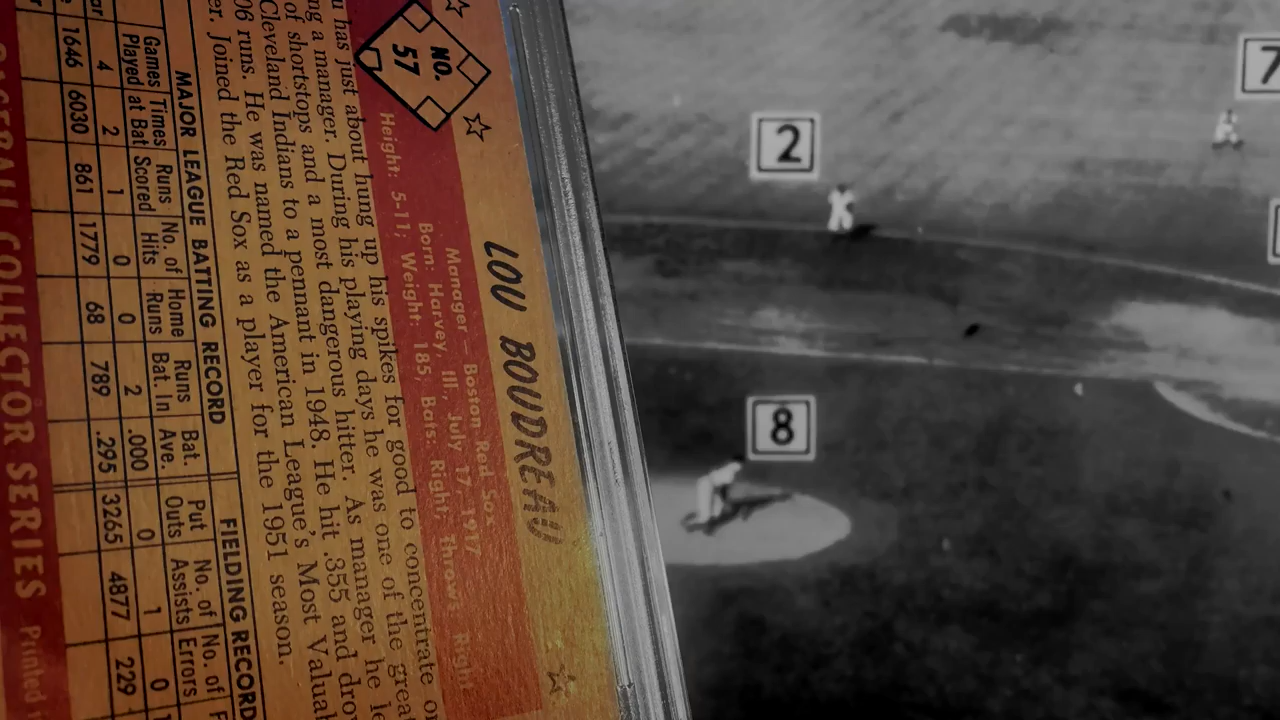 NO.
57
LOU BOUDREAU
Manager — Boston Red Sox
Born: Harvey, Ill., July 17, 1917
Height: 5-11; Weight: 185; Bats: Right; Throws: Right
has just about hung up his spikes for good to concentrate
a manager. During his playing days he was one of the
of shortstops and a most dangerous hitter. As manager he
Cleveland Indians to a pennant in 1948. He hit .355 and
06 runs. He was named the American League's Most
er. Joined the Red Sox as a player for the 1951 season.
MAJOR LEAGUE BATTING RECORD FIELDING RECORD
Games Times Runs No. of Home Runs Bat. Put No. of No. of
Played at Bat Scored Hits Runs Bat. In Ave. Outs Assists Errors
4 2 1 0 0 2 .000 0 1 0
1646 6030 861 1779 68 789 .295 3265 4877 229
COLLECTOR SERIES Printed
2
7
8